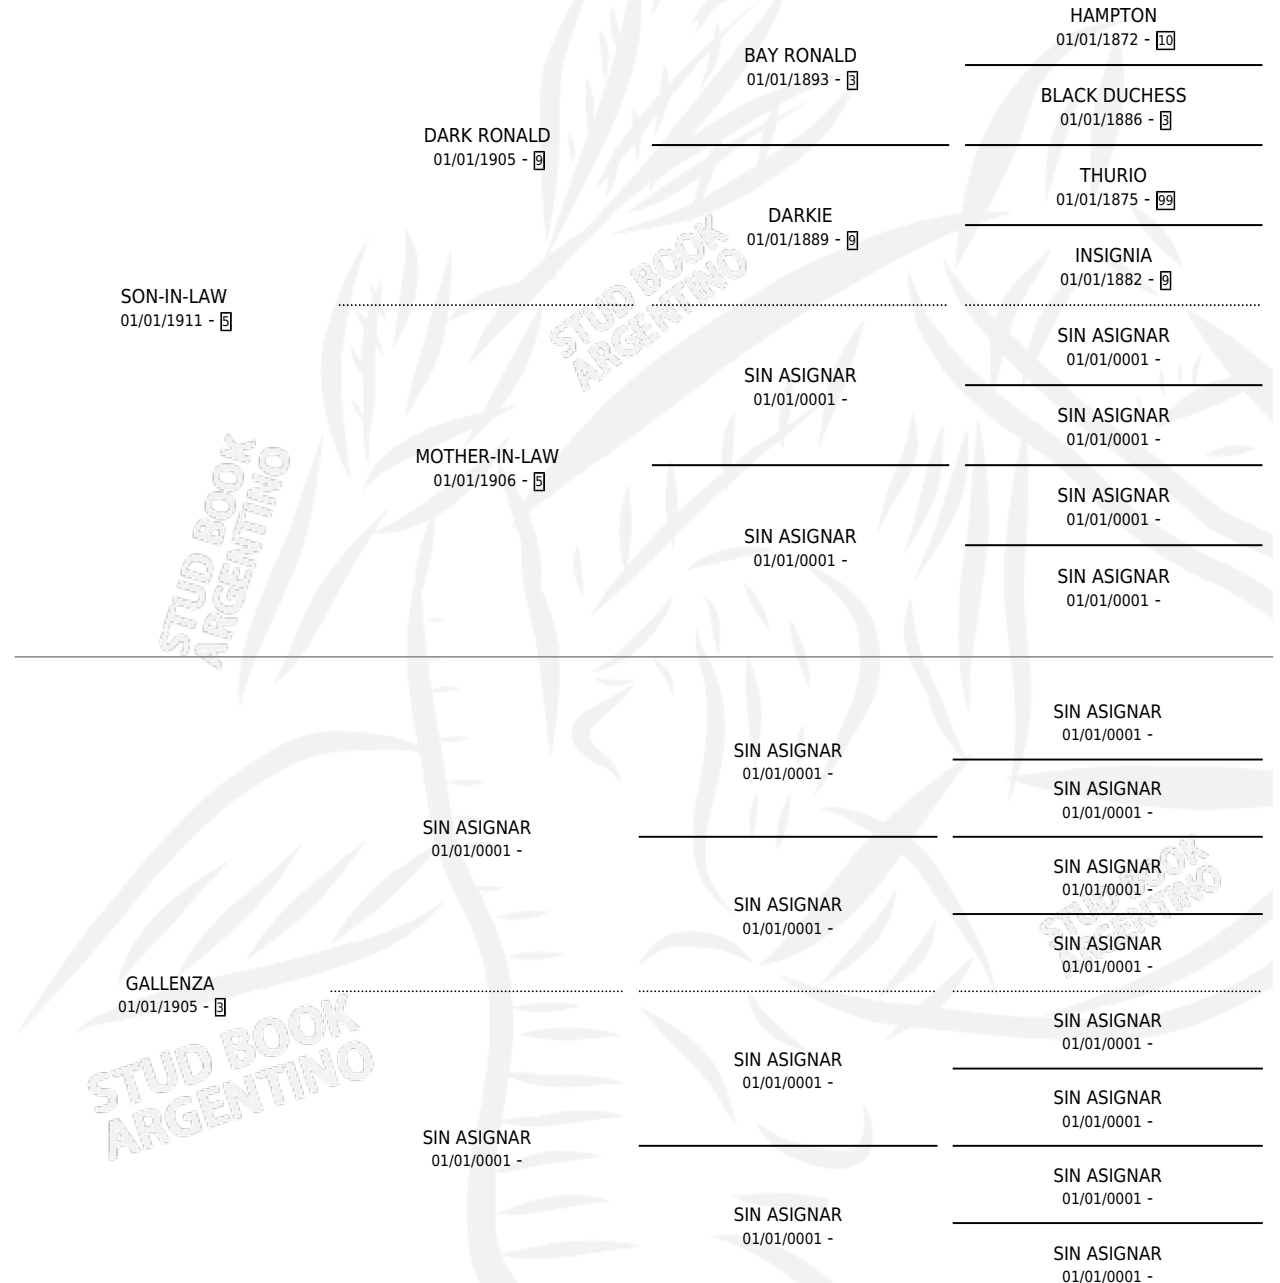 HAMPTON
01/01/1872 - 10
BAY RONALD
01/01/1893 - 3
BLACK DUCHESS
01/01/1886 - 3
DARK RONALD
01/01/1905 - 9
THURIO
01/01/1875 - 99
DARKIE
01/01/1889 - 9
INSIGNIA
01/01/1882 - 9
SON-IN-LAW
01/01/1911 - 5
SIN ASIGNAR
01/01/0001 -
SIN ASIGNAR
01/01/0001 -
SIN ASIGNAR
01/01/0001 -
MOTHER-IN-LAW
01/01/1906 - 5
SIN ASIGNAR
01/01/0001 -
SIN ASIGNAR
01/01/0001 -
SIN ASIGNAR
01/01/0001 -
STUD BOOK
ARGENTINO
STUD BOOK
ARGENTINO
SIN ASIGNAR
01/01/0001 -
SIN ASIGNAR
01/01/0001 -
SIN ASIGNAR
01/01/0001 -
SIN ASIGNAR
01/01/0001 -
SIN ASIGNAR
01/01/0001 -
SIN ASIGNAR
01/01/0001 -
SIN ASIGNAR
01/01/0001 -
GALLENZA
01/01/1905 - 3
SIN ASIGNAR
01/01/0001 -
SIN ASIGNAR
01/01/0001 -
SIN ASIGNAR
01/01/0001 -
SIN ASIGNAR
01/01/0001 -
SIN ASIGNAR
01/01/0001 -
SIN ASIGNAR
01/01/0001 -
SIN ASIGNAR
01/01/0001 -
STUD BOOK
ARGENTINO
STUD BOOK
ARGENTINO